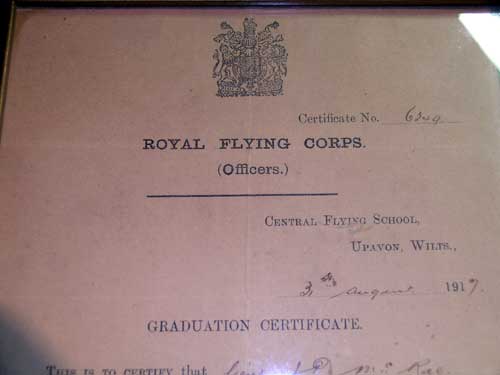 Certificate No. 6309
ROYAL FLYING CORPS.
(Officers.)
CENTRAL FLYING SCHOOL,
UPAVON, WILTS.,
august 1917.
GRADUATION CERTIFICATE.
THIS IS TO CERTIFY that